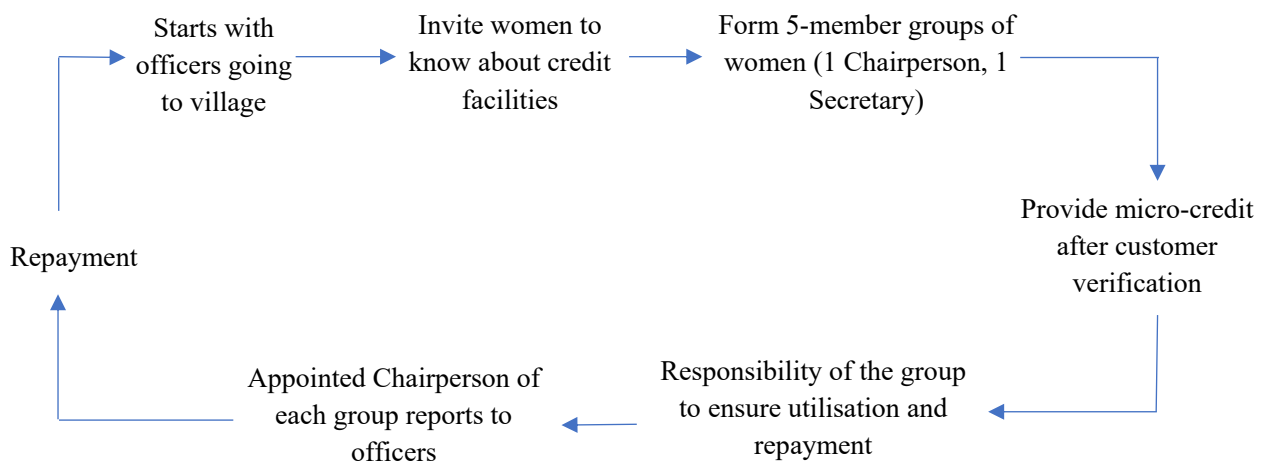 Starts with
officers going
to village
Invite women to
know about credit
facilities
Form 5-member groups of
women (1 Chairperson, 1
Secretary)
Provide micro-credit
after customer
verification
Responsibility of the group
to ensure utilisation and
repayment
Appointed Chairperson of
each group reports to
officers
Repayment